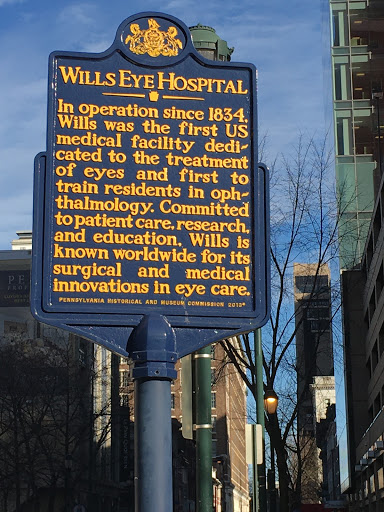 WILLS EYE HOSPITAL
In operation since 1834,
Wills was the first US
medical facility dedi-
cated to the treatment
of eyes and first to
train residents in oph-
thalmology. Committed
to patient care, research,
and education, Wills is
known worldwide for its
surgical and medical
innovations in eye care.
PENNSYLVANIA HISTORICAL AND MUSEUM COMMISSION 2013